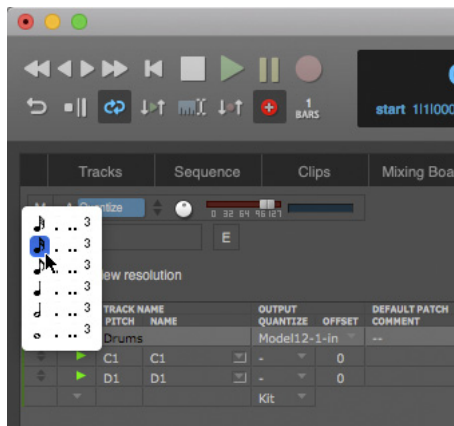 1
BARS
start 1|1|000
Tracks Sequence Clips Mixing Boa
M Quantize 0 32 64 96 127
3
3
E
3
ew resolution
3
3
3
TRACK NAME OUTPUT DEFAULT PATCH
PITCH NAME QUANTIZE OFFSET COMMENT
Drums Model12-1-in --
C1 C1 - 0
D1 D1 - 0
Kit